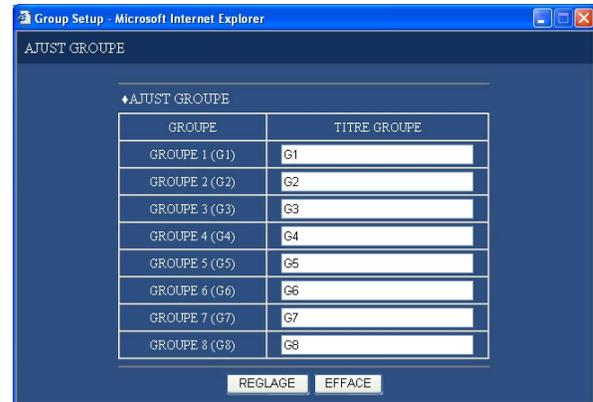 Group Setup - Microsoft Internet Explorer
AJUST GROUPE
♦AJUST GROUPE
GROUPE TITRE GROUPE
GROUPE 1 (G1) G1
GROUPE 2 (G2) G2
GROUPE 3 (G3) G3
GROUPE 4 (G4) G4
GROUPE 5 (G5) G5
GROUPE 6 (G6) G6
GROUPE 7 (G7) G7
GROUPE 8 (G8) G8
REGLAGE EFFACE